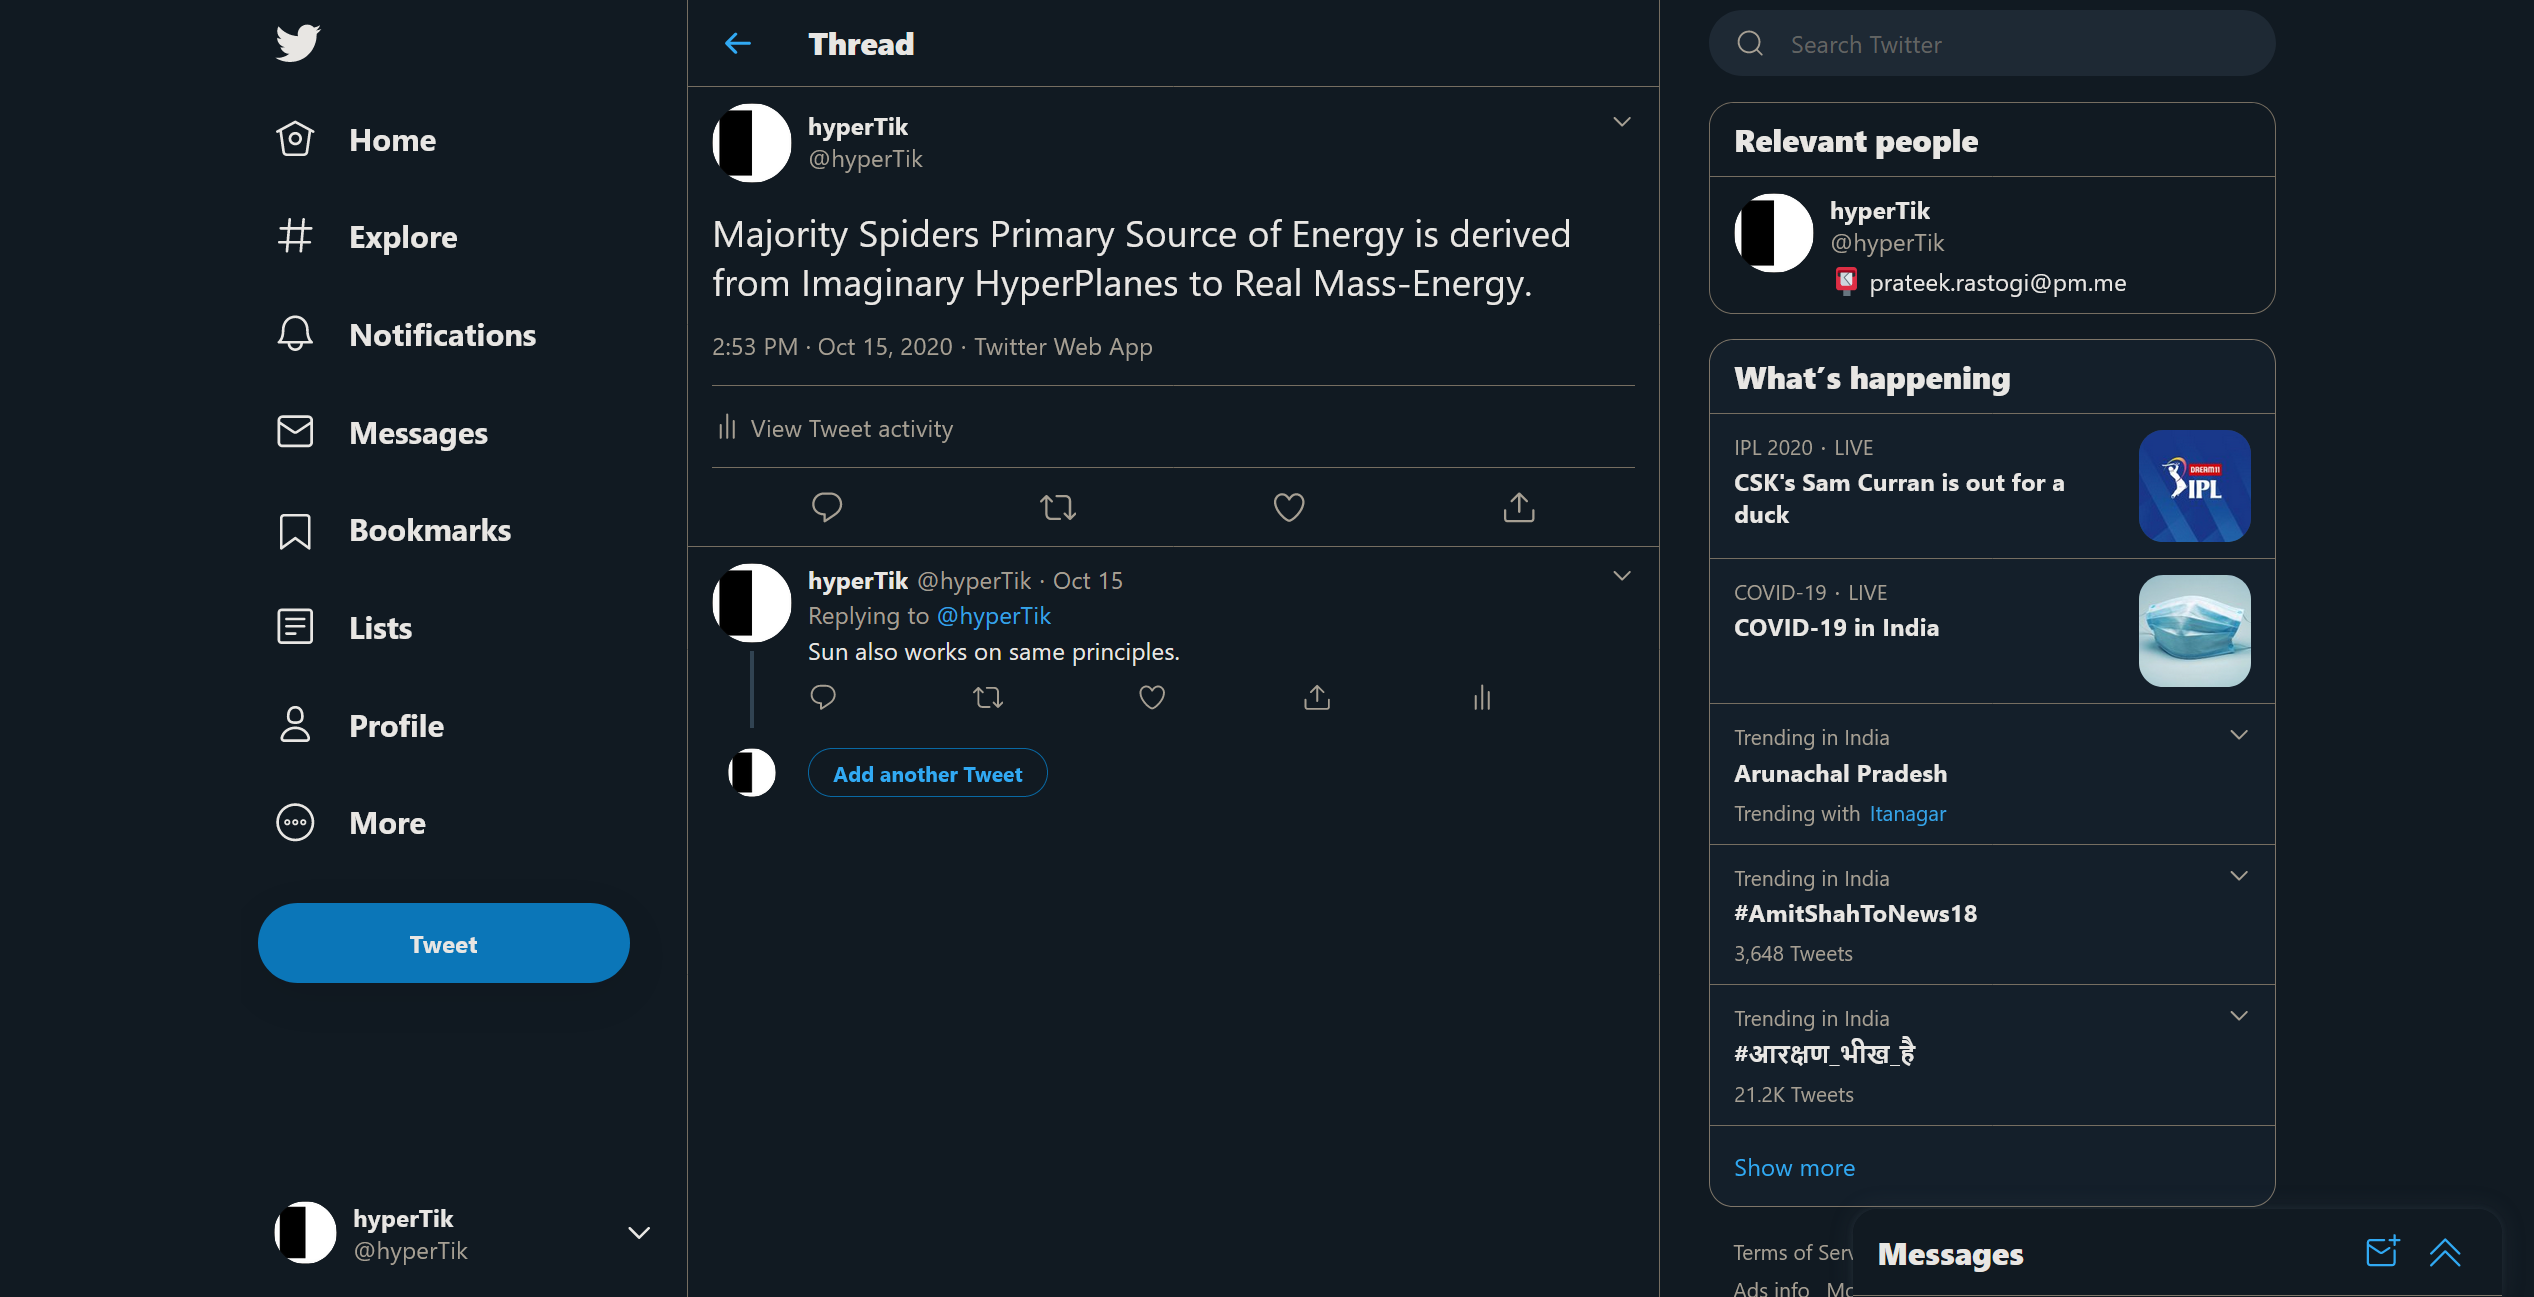 Home
Explore
Notifications
Messages
Bookmarks
Lists
Profile
More
Tweet
hyperTik
@hyperTik
Thread
hyperTik
@hyperTik
Majority Spiders Primary Source of Energy is derived
from Imaginary HyperPlanes to Real Mass-Energy.
2:53 PM · Oct 15, 2020 · Twitter Web App
View Tweet activity
hyperTik @hyperTik · Oct 15
Replying to @hyperTik
Sun also works on same principles.
Add another Tweet
Search Twitter
Relevant people
hyperTik
@hyperTik
prateek.rastogi@pm.me
What's happening
IPL 2020 · LIVE
CSK's Sam Curran is out for a
duck
DREAM11
IPL
COVID-19 · LIVE
COVID-19 in India
Trending in India
Arunachal Pradesh
Trending with Itanagar
Trending in India
#AmitShahToNews18
3,648 Tweets
Trending in India
#आरक्षण_भीख_है
21.2K Tweets
Show more
Terms of
Ads info
Messages